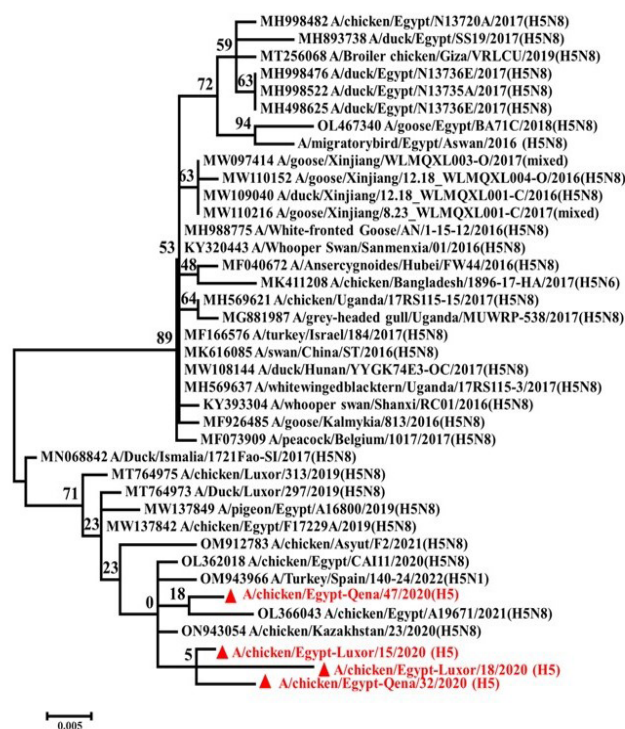 MH998482 A/chicken/Egypt/N13720A/2017(H5N8)
59
MH893738 A/duck/Egypt/SS19/2017(H5N8)
MT256068 A/Broiler chicken/Giza/VRLCU/2019(H5N8)
72
63
MH998476 A/duck/Egypt/N13736E/2017(H5N8)
MH998522 A/duck/Egypt/N13735A/2017(H5N8)
MH498625 A/duck/Egypt/N13736E/2017(H5N8)
94
OL467340 A/goose/Egypt/BA71C/2018(H5N8)
A/migratorybird/Egypt/Aswan/2016 (H5N8)
MW097414 A/goose/Xinjiang/WLMQXL003-O/2017(mixed)
63
MW110152 A/goose/Xinjiang/12.18_WLMQXL004-O/2016(H5N8)
MW109040 A/duck/Xinjiang/12.18_WLMQXL001-C/2016(H5N8)
MW110216 A/goose/Xinjiang/8.23_WLMQXL001-C/2017(mixed)
MH988775 A/White-fronted Goose/AN/1-15-12/2016(H5N8)
53
KY320443 A/Whooper Swan/Sanmenxia/01/2016(H5N8)
48
MF040672 A/Ansercygnoides/Hubei/FW44/2016(H5N8)
MK411208 A/chicken/Bangladesh/1896-17-HA/2017(H5N6)
64
MH569621 A/chicken/Uganda/17RS115-15/2017(H5N8)
MG881987 A/grey-headed gull/Uganda/MUWRP-538/2017(H5N8)
89
MF166576 A/turkey/Israel/184/2017(H5N8)
MK616085 A/swan/China/ST/2016(H5N8)
MW108144 A/duck/Hunan/YYGK74E3-OC/2017(H5N8)
MH569637 A/whitewingedblacktern/Uganda/17RS115-3/2017(H5N8)
KY393304 A/whooper swan/Shanxi/RC01/2016(H5N8)
MF926485 A/goose/Kalmykia/813/2016(H5N8)
MF073909 A/peacock/Belgium/1017/2017(H5N8)
MN068842 A/Duck/Ismalia/1721Fao-SI/2017(H5N8)
MT764975 A/chicken/Luxor/313/2019(H5N8)
71
MT764973 A/Duck/Luxor/297/2019(H5N8)
MW137849 A/pigeon/Egypt/A16800/2019(H5N8)
23
MW137842 A/chicken/Egypt/F17229A/2019(H5N8)
OM912783 A/chicken/Asyut/F2/2021(H5N8)
23
OL362018 A/chicken/Egypt/CAI11/2020(H5N8)
OM943966 A/Turkey/Spain/140-24/2022(H5N1)
18
A/chicken/Egypt-Qena/47/2020(H5)
0
OL366043 A/chicken/Egypt/A19671/2021(H5N8)
ON943054 A/chicken/Kazakhstan/23/2020(H5N8)
5
A/chicken/Egypt-Luxor/15/2020 (H5)
A/chicken/Egypt-Luxor/18/2020 (H5)
A/chicken/Egypt-Qena/32/2020 (H5)
0.005